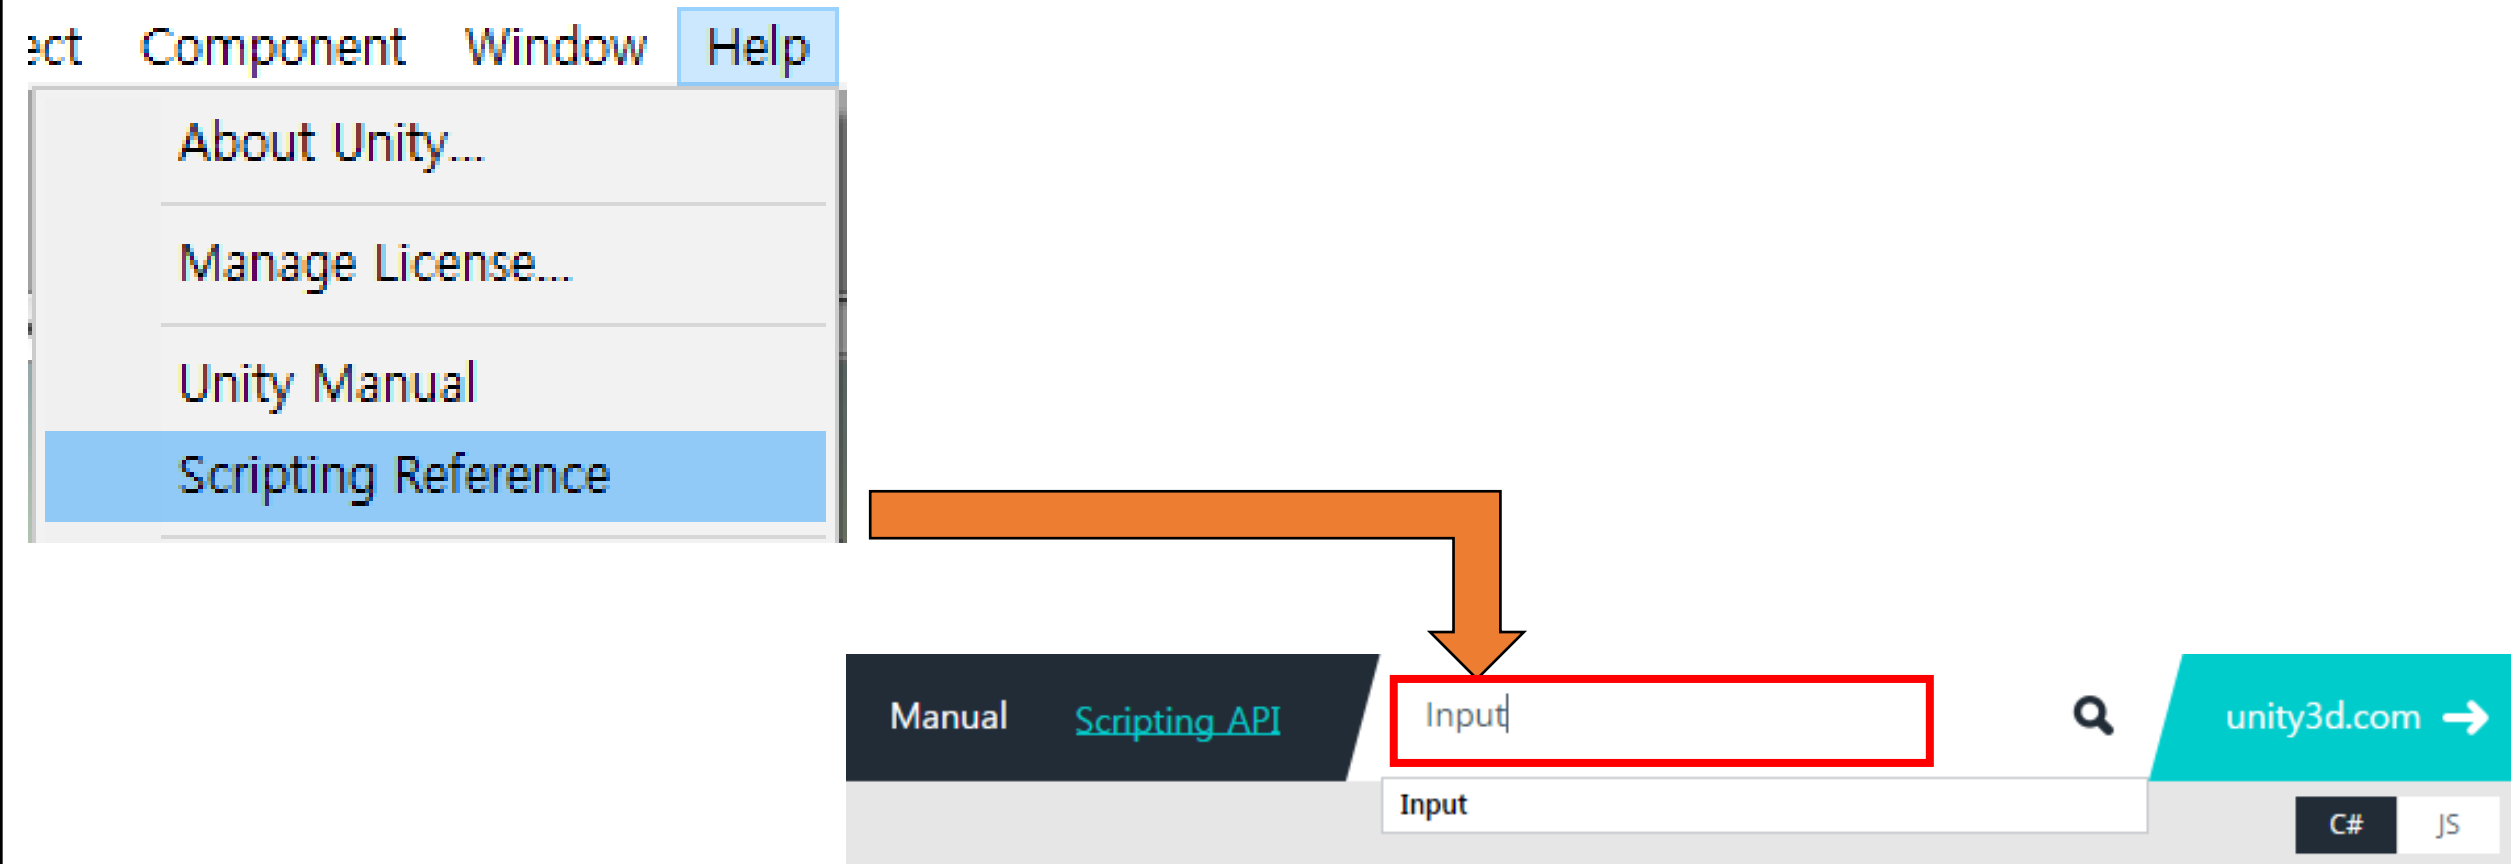 ect Component Window Help
About Unity...
Manage License...
Unity Manual
Scripting Reference
Manual Scripting API Input unity3d.com
Input
C# JS